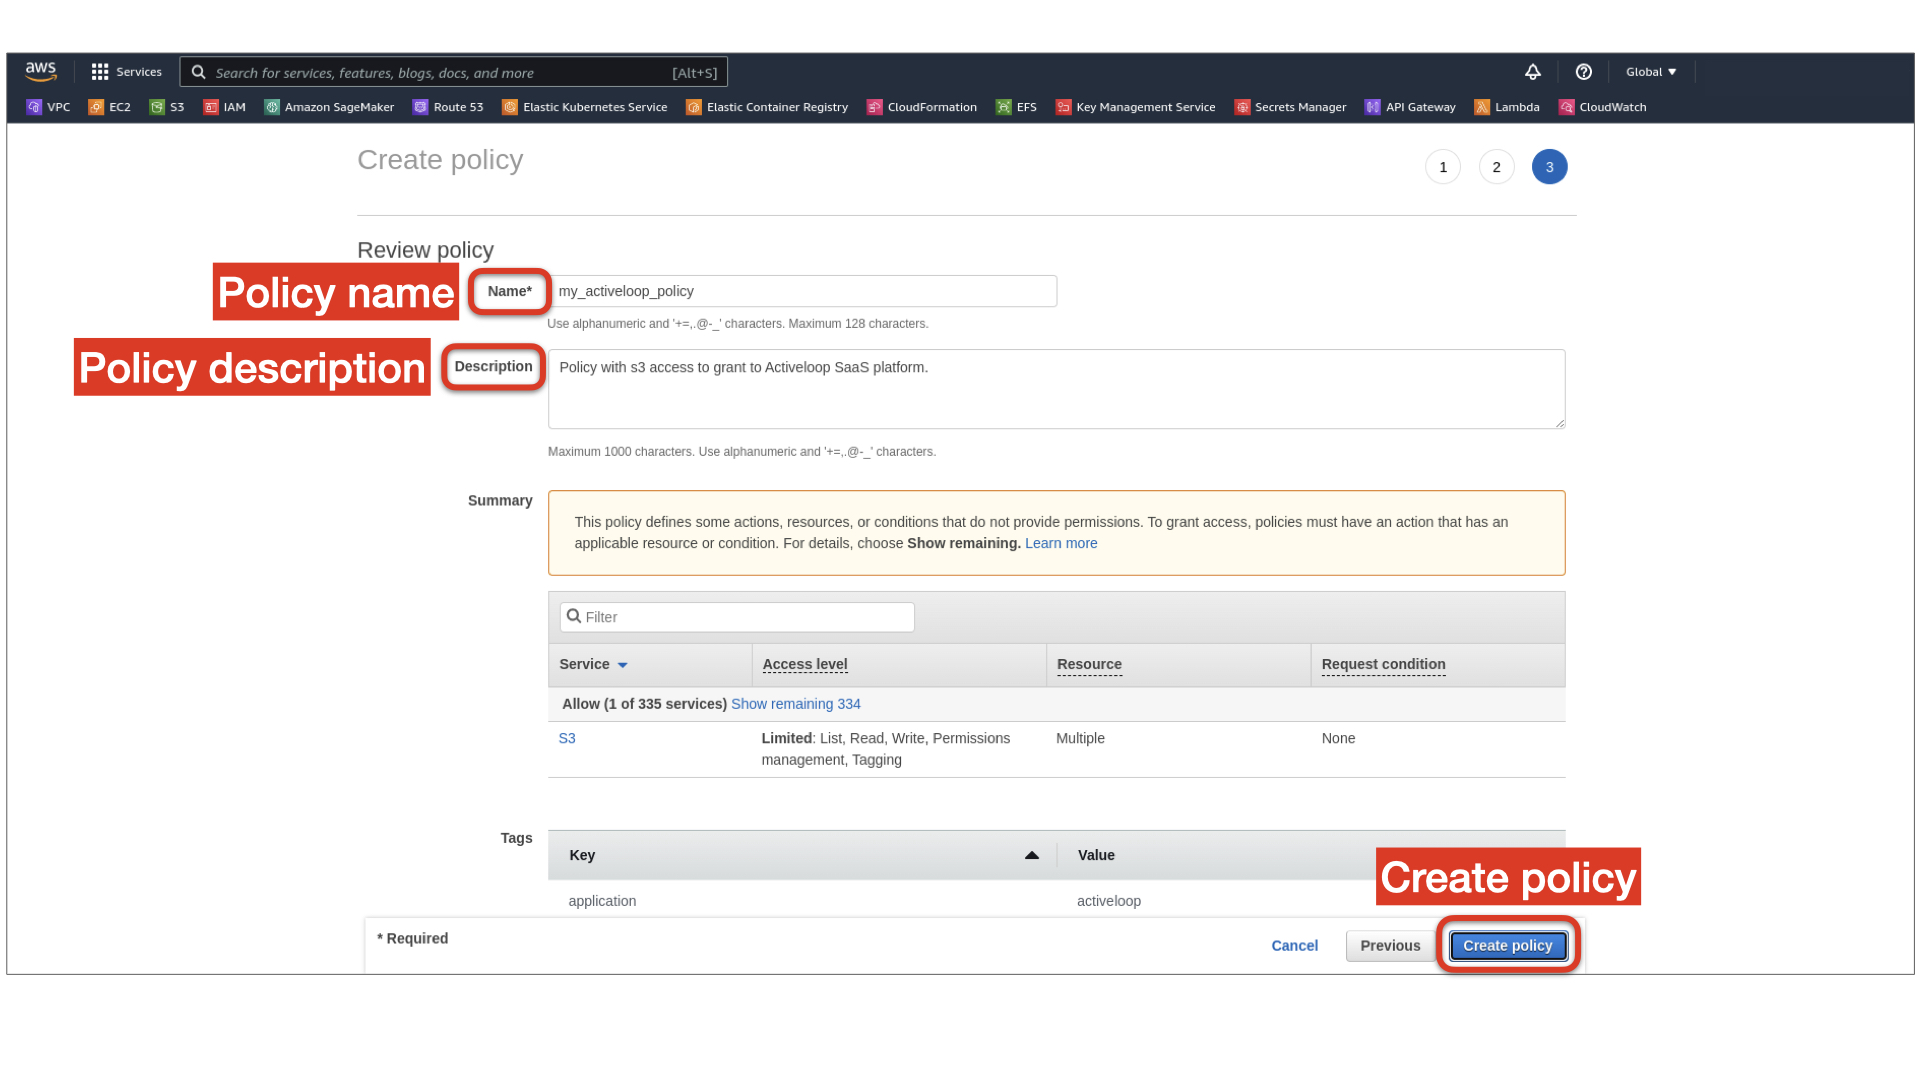 aws
Services
Search for services, features, blogs, docs, and more
[Alt+S]
Global
VPC
EC2
S3
IAM
Amazon SageMaker
Route 53
Elastic Kubernetes Service
Elastic Container Registry
CloudFormation
EFS
Key Management Service
Secrets Manager
API Gateway
Lambda
CloudWatch
Create policy
1
2
3
Review policy
Policy name
Name*
my_activeloop_policy
Use alphanumeric and '+=,.@-_' characters. Maximum 128 characters.
Policy description
Description
Policy with s3 access to grant to Activeloop SaaS platform.
Maximum 1000 characters. Use alphanumeric and '+=,.@-_' characters.
Summary
This policy defines some actions, resources, or conditions that do not provide permissions. To grant access, policies must have an action that has an
applicable resource or condition. For details, choose Show remaining. Learn more
Filter
Service
Access level
Resource
Request condition
Allow (1 of 335 services) Show remaining 334
S3
Limited: List, Read, Write, Permissions
management, Tagging
Multiple
None
Tags
Key
Value
application
activeloop
Create policy
* Required
Cancel
Previous
Create policy